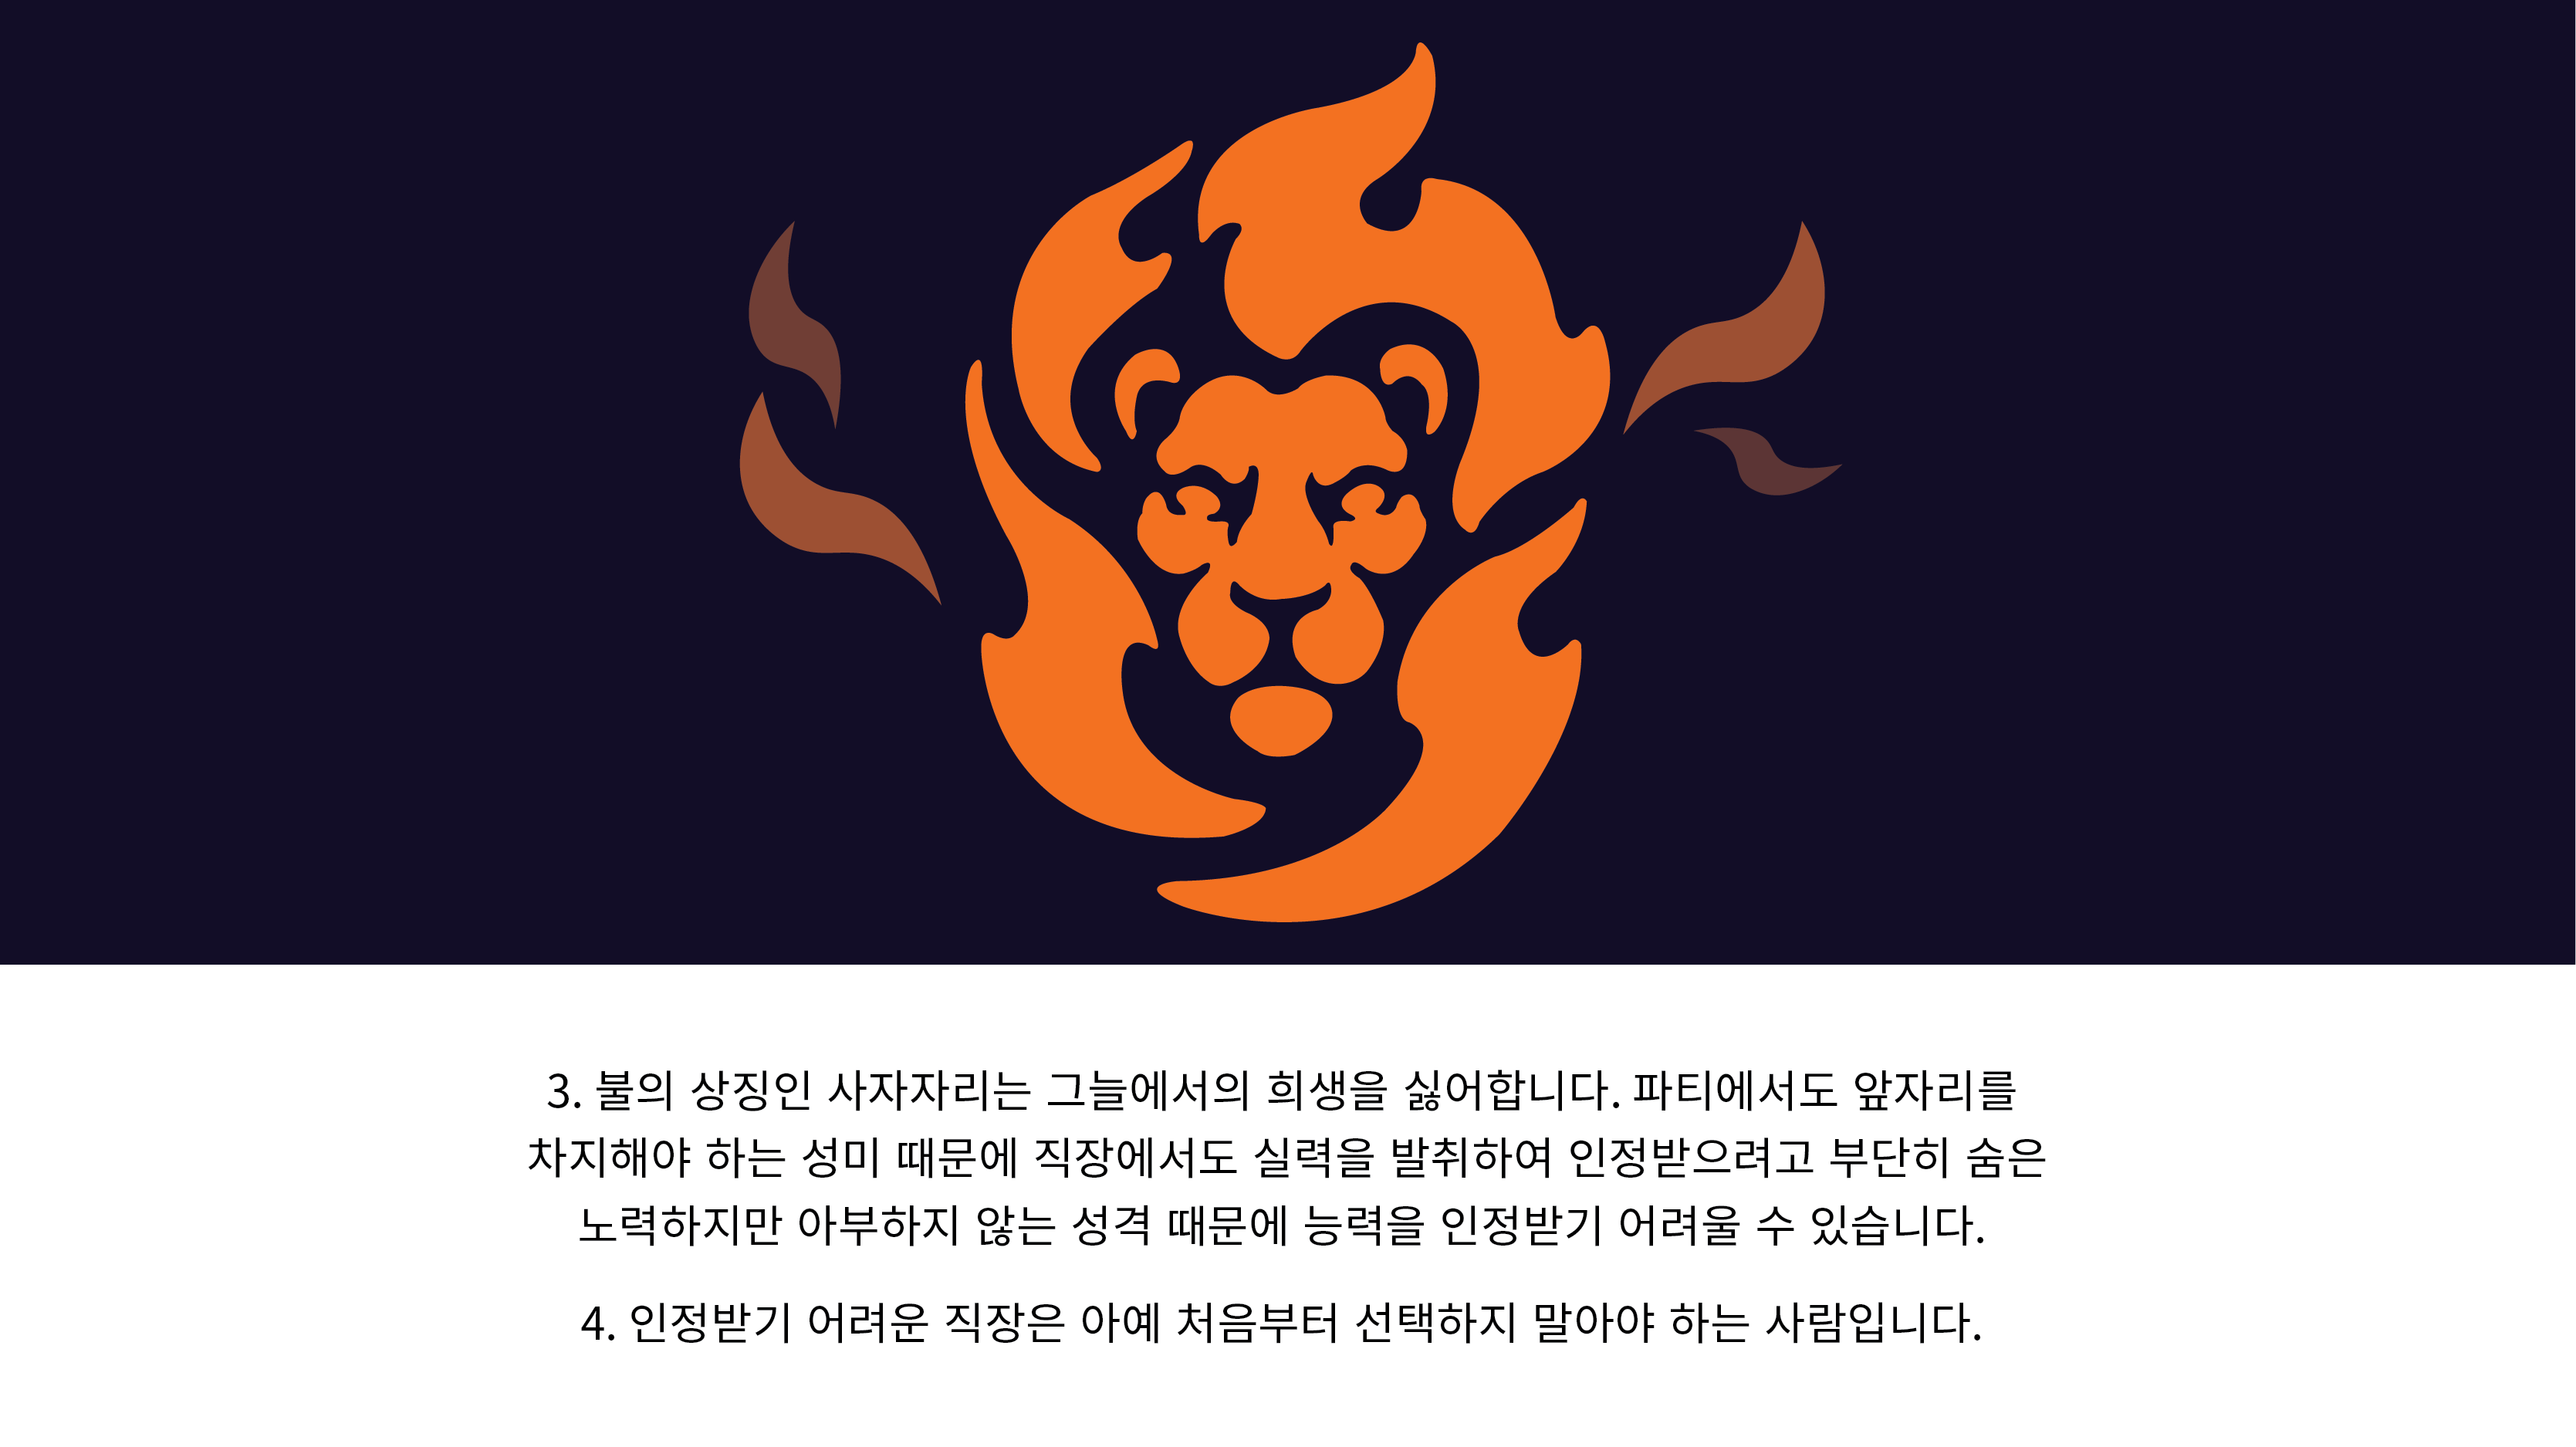 3. 불의 상징인 사자자리는 그늘에서의 희생을 싫어합니다. 파티에서도 앞자리를
차지해야 하는 성미 때문에 직장에서도 실력을 발취하여 인정받으려고 부단히 숨은
노력하지만 아부하지 않는 성격 때문에 능력을 인정받기 어려울 수 있습니다.
4. 인정받기 어려운 직장은 아예 처음부터 선택하지 말아야 하는 사람입니다.